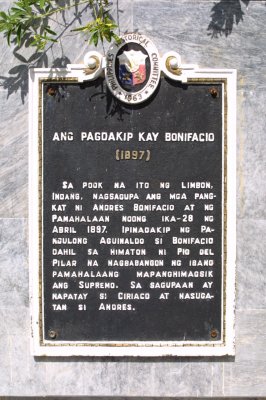 PHILIPPINES HISTORICAL COMMITTEE
1963
ANG PAGDAKIP KAY BONIFACIO
(1897)
SA POOK NA ITO NG LIMBON,
INDANG, NAGSAGUPA ANG MGA PANG-
KAT NI ANDRES BONIFACIO AT NG
PAMAHALAAN NOONG IKA-28 NG
ABRIL 1897. IPINADAKIP NG PA-
NGULONG AGUINALDO SI BONIFACIO
DAHIL SA HIMATON NI PIO DEL
PILAR NA NAGBABANGON NG IBANG
PAMAHALAANG MAPANGHIMAGSIK
ANG SUPREMO. SA SAGUPAAN AY
NAPATAY SI CIRIACO AT NASUGA-
TAN SI ANDRES.